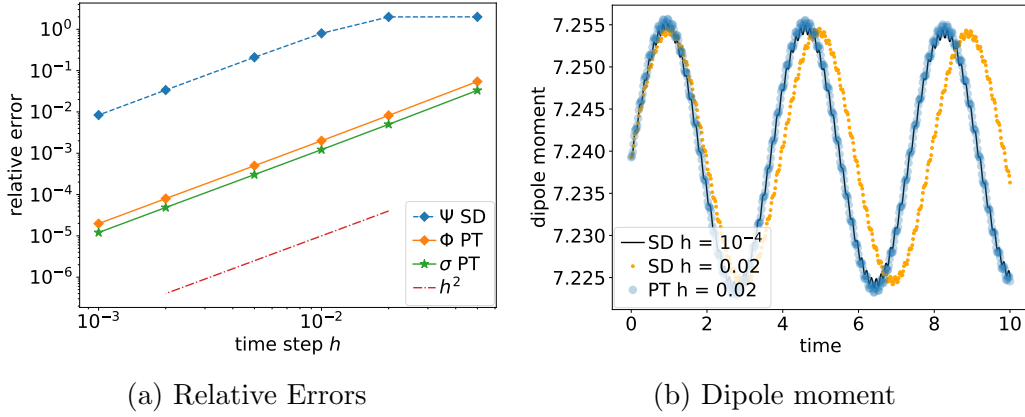 10⁰
10⁻¹
10⁻²
10⁻³
10⁻⁴
10⁻⁵
10⁻⁶
relative error
Ψ SD
Φ PT
σ PT
h²
10⁻³
10⁻²
time step h
(a) Relative Errors
7.255
7.250
7.245
7.240
7.235
7.230
7.225
dipole moment
SD h = 10⁻⁴
SD h = 0.02
PT h = 0.02
0 2 4 6 8 10
time
(b) Dipole moment